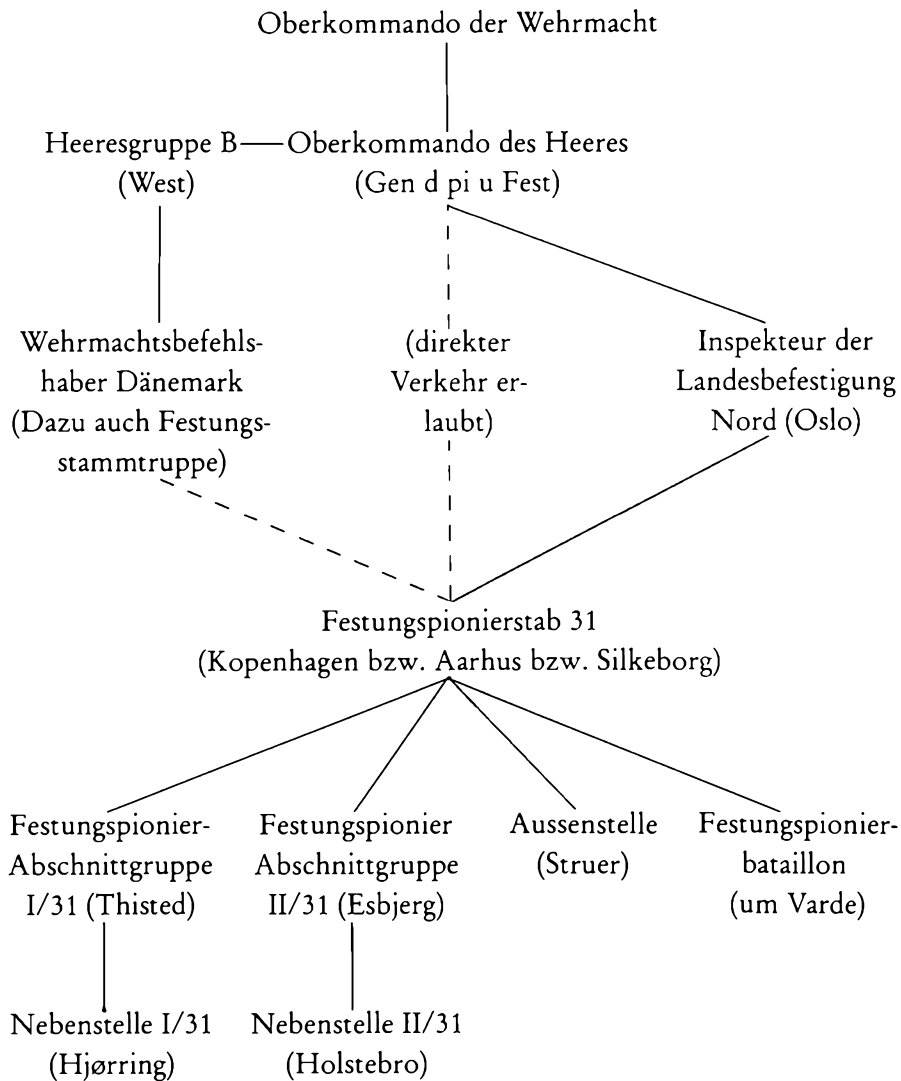 Oberkommando der Wehrmacht
Heeresgruppe B
(West)
Oberkommando des Heeres
(Gen d pi u Fest)
Wehrmachtsbefehls-
haber Dänemark
(Dazu auch Festungs-
stammtruppe)
(direkter
Verkehr er-
laubt)
Inspekteur der
Landesbefestigung
Nord (Oslo)
Festungspionierstab 31
(Kopenhagen bzw. Aarhus bzw. Silkeborg)
Festungspionier-
Abschnittgruppe
I/31 (Thisted)
Festungspionier
Abschnittgruppe
II/31 (Esbjerg)
Aussenstelle
(Struer)
Festungspionier-
bataillon
(um Varde)
Nebenstelle I/31
(Hjørring)
Nebenstelle II/31
(Holstebro)